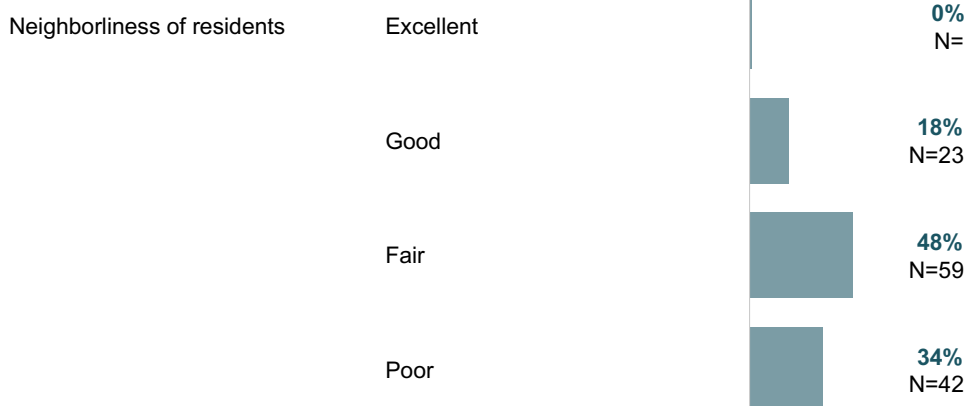 Neighborliness of residents Excellent 0%
N=
Good 18%
N=23
Fair 48%
N=59
Poor 34%
N=42